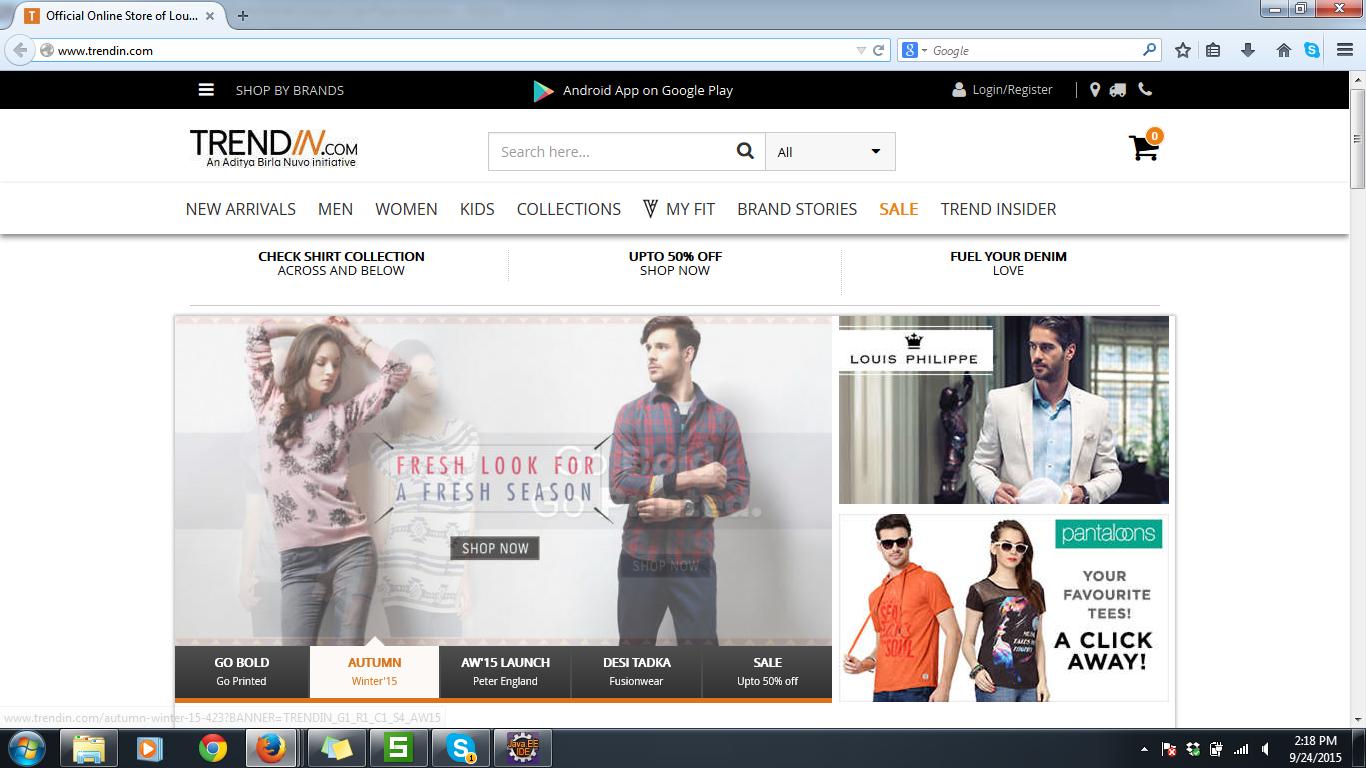 Official Online Store of Lou...
www.trendin.com
Google
SHOP BY BRANDS
Android App on Google Play
Login/Register
TRENDIN.COM
An Aditya Birla Nuvo initiative
Search here...
All
0
NEW ARRIVALS
MEN
WOMEN
KIDS
COLLECTIONS
MY FIT
BRAND STORIES
SALE
TREND INSIDER
CHECK SHIRT COLLECTION
ACROSS AND BELOW
UPTO 50% OFF
SHOP NOW
FUEL YOUR DENIM
LOVE
FRESH LOOK FOR
A FRESH SEASON
SHOP NOW
Go
Go
SHOP NOW
LOUIS PHILIPPE
pantaloons
YOUR
FAVOURITE
TEES!
A CLICK
AWAY!
GO BOLD
Go Printed
AUTUMN
Winter'15
AW'15 LAUNCH
Peter England
DESI TADKA
Fusionwear
SALE
Upto 50% off
www.trendin.com/autumn-winter-15-423?BANNER=TRENDIN_G1_R1_C1_S4_AW15
Java EE
IDE
1
2:18 PM
9/24/2015